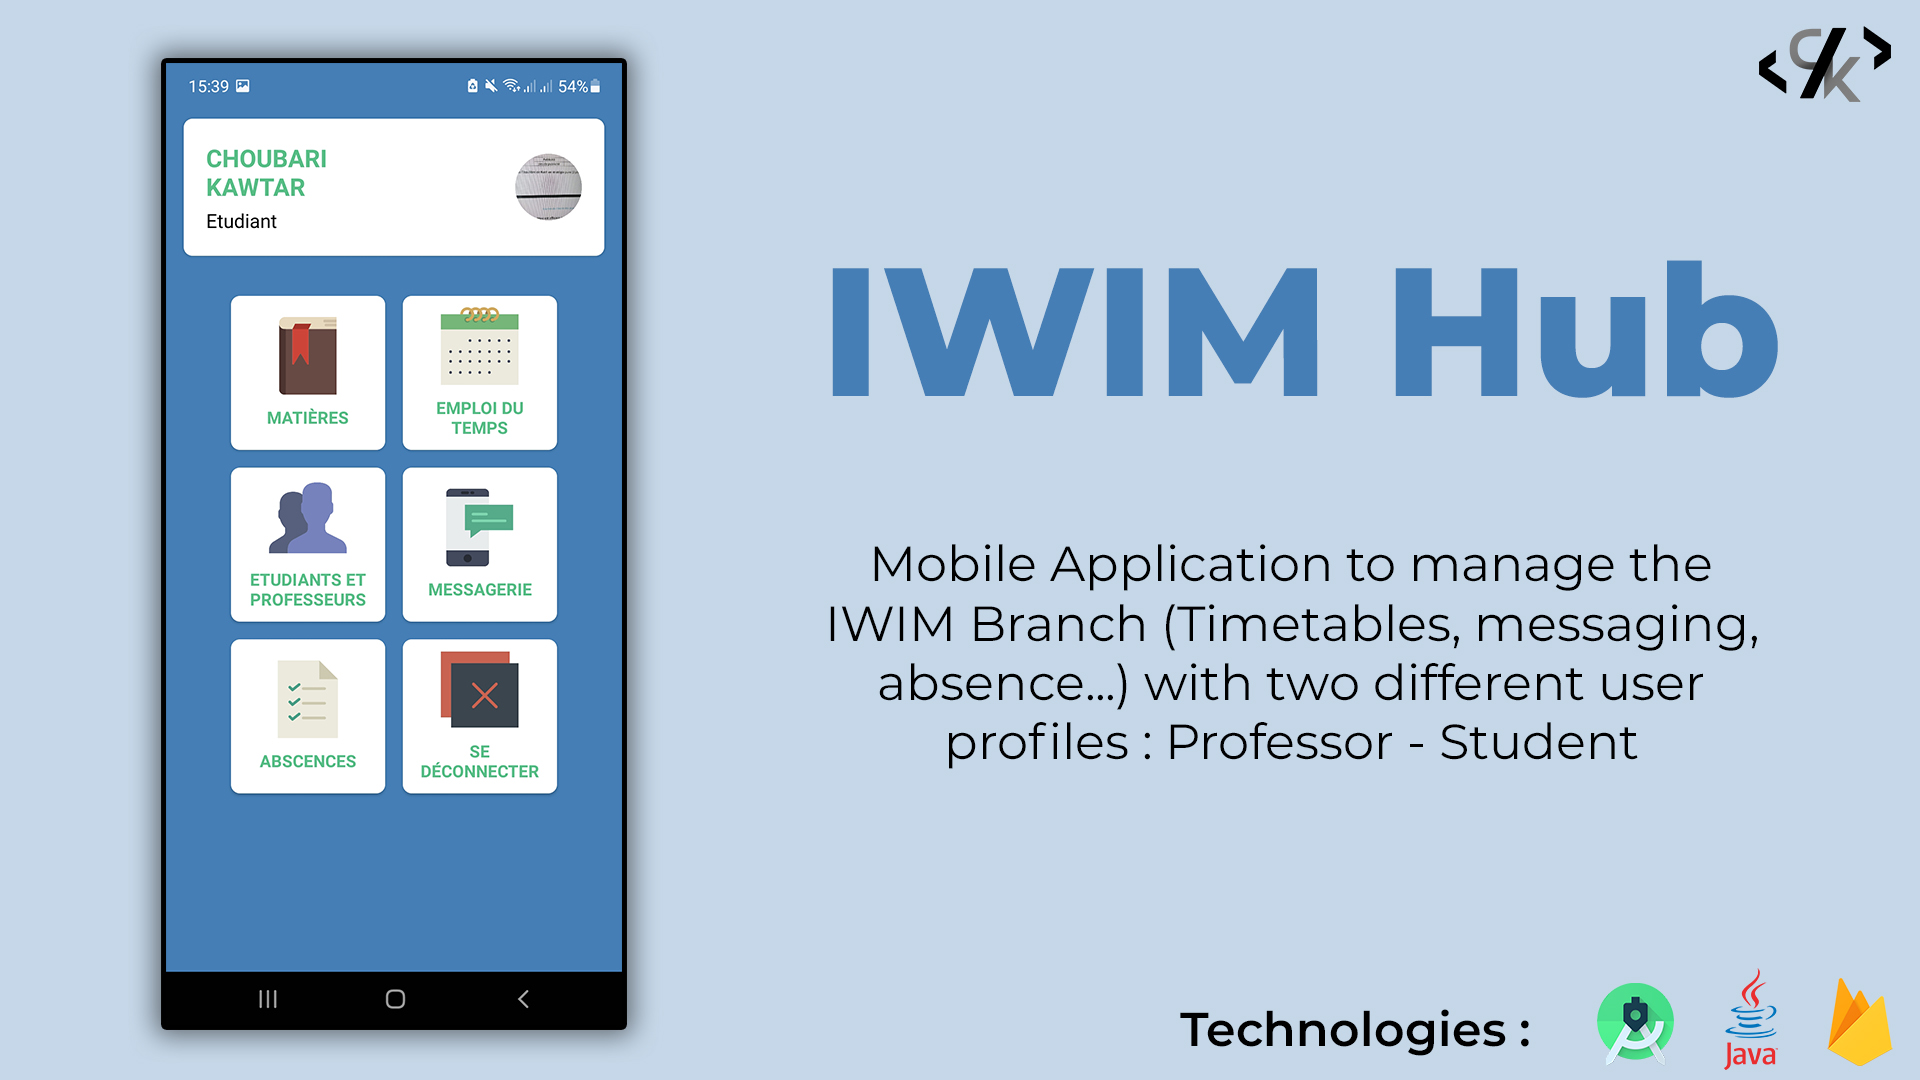 15:39
54%
CHOUBARI
KAWTAR
Etudiant
MATIÈRES
EMPLOI DU
TEMPS
ETUDIANTS ET
PROFESSEURS
MESSAGERIE
ABSCENCES
SE
DÉCONNECTER
CK
IWIM Hub
Mobile Application to manage the
IWIM Branch (Timetables, messaging,
absence...) with two different user
profiles : Professor - Student
Technologies :
Java